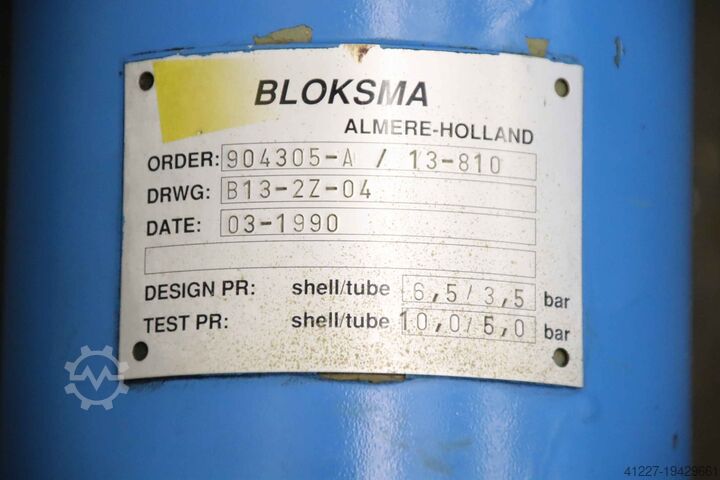 BLOKSMA
ALMERE-HOLLAND
ORDER: 904305-A / 13-810
DRWG: B13-2Z-04
DATE: 03-1990
DESIGN PR: shell/tube 6,5/3,5 bar
TEST PR: shell/tube 10,0/5,0 bar
41227-19429661